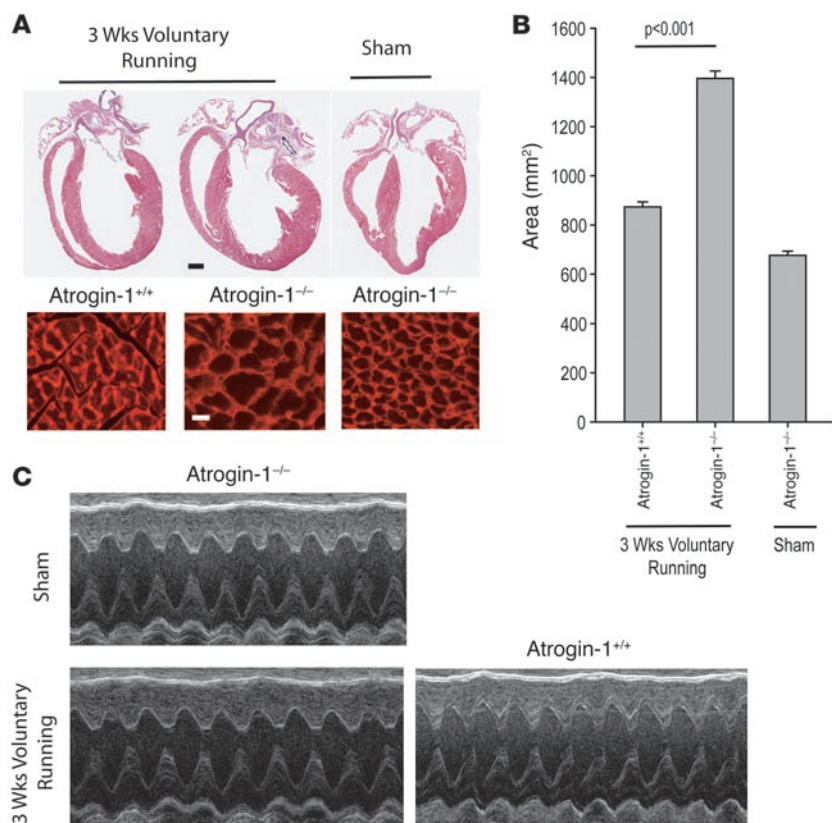 A
3 Wks Voluntary
Running
Sham
Atrogin-1+/+
Atrogin-1–/–
Atrogin-1–/–
B
p<0.001
Area (mm²)
1600
1400
1200
1000
800
600
400
200
0
Atrogin-1+/+
Atrogin-1–/–
Atrogin-1–/–
3 Wks Voluntary
Running
Sham
C
Atrogin-1–/–
Sham
Atrogin-1+/+
3 Wks Voluntary
Running